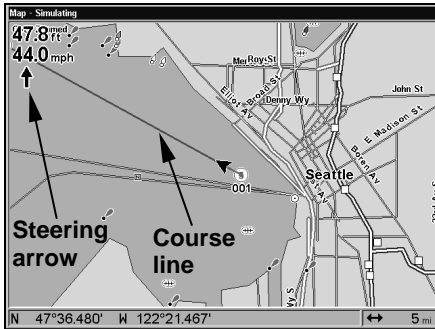 Map - Simulating
47.8 ft
44.0 mph
Mer
Roy St
Broad St
Elliot Av
Denny Wy
John St
E Madison St
Boren Av
Seattle
001
Steering
arrow
Course
line
N 47°36.480' W 122°21.467'
5 mi